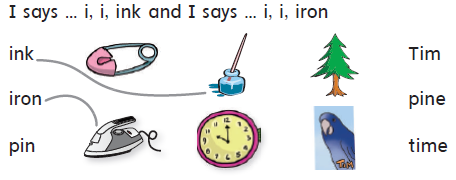 I says ... i, i, ink and I says ... i, i, iron
ink
Tim
iron
pine
pin
time
Tim